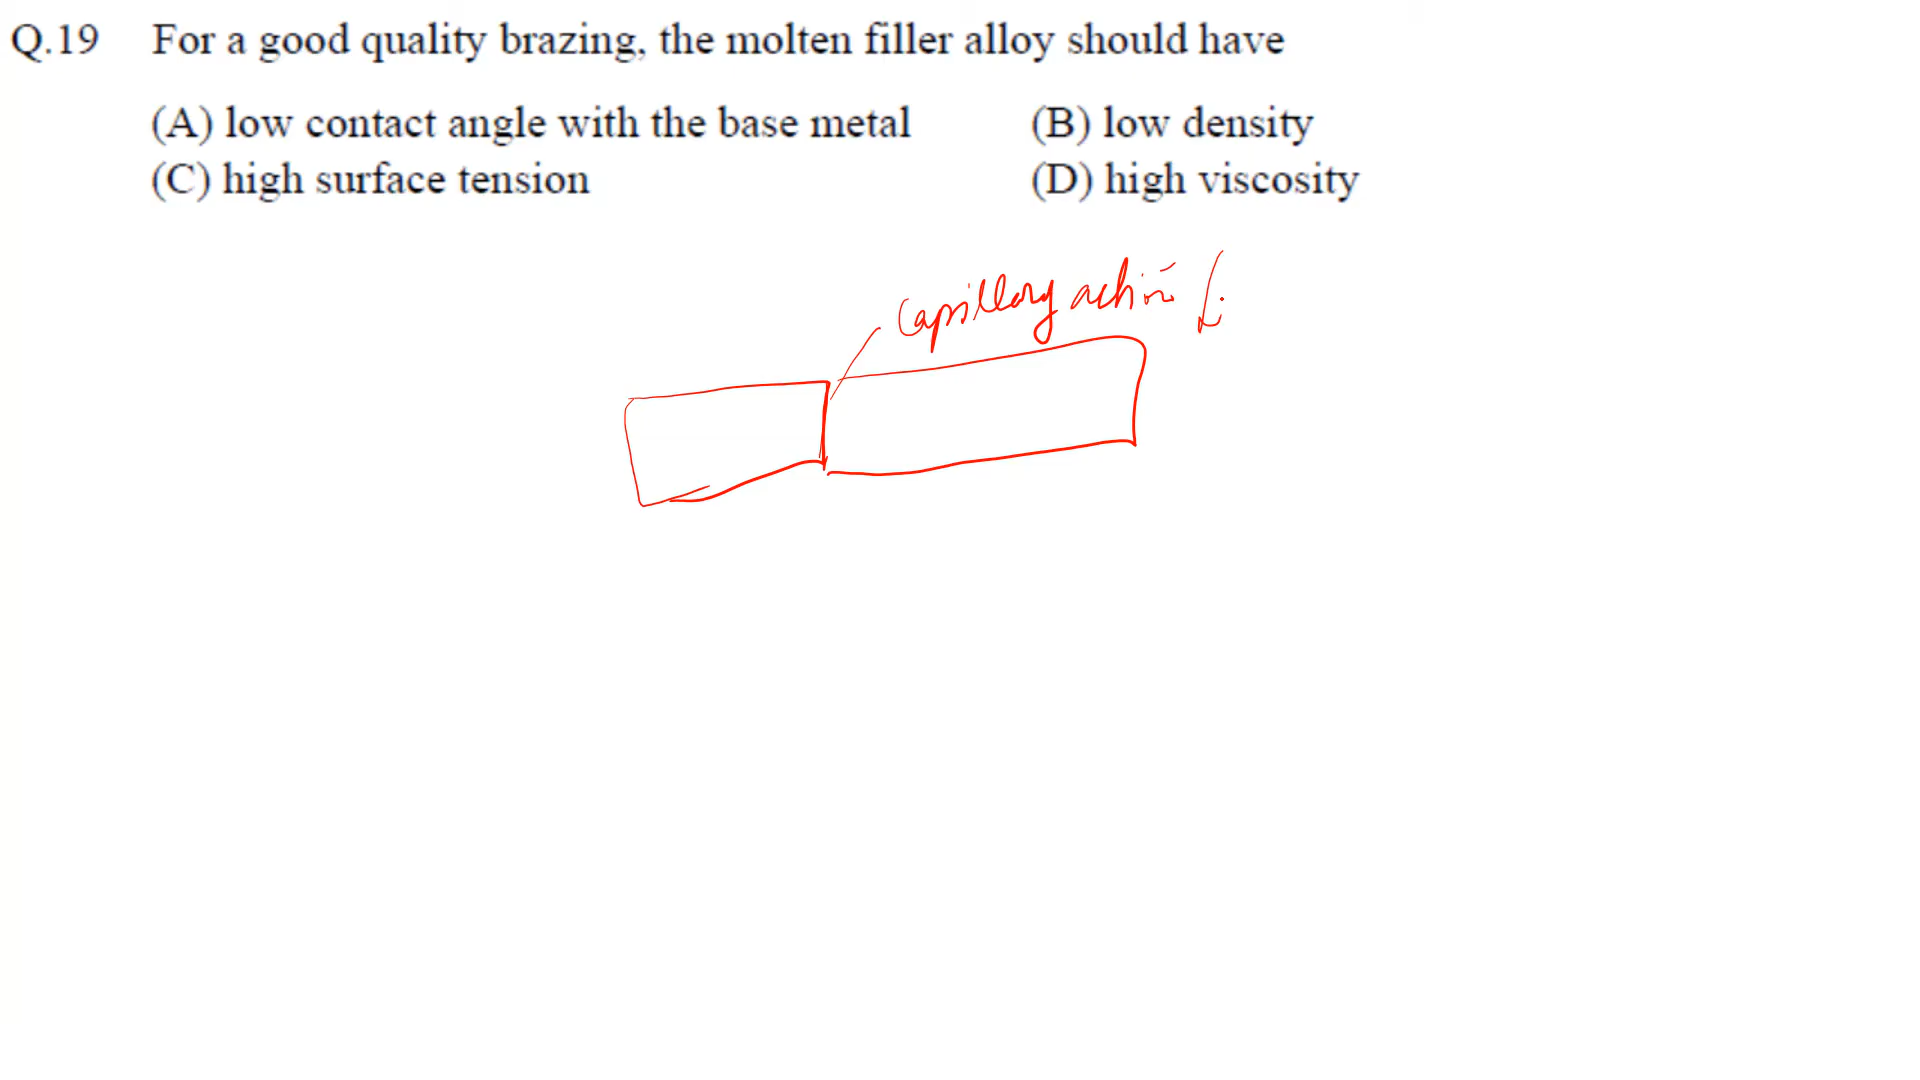 Q.19 For a good quality brazing, the molten filler alloy should have
(A) low contact angle with the base metal (B) low density
(C) high surface tension (D) high viscosity
Capillary action